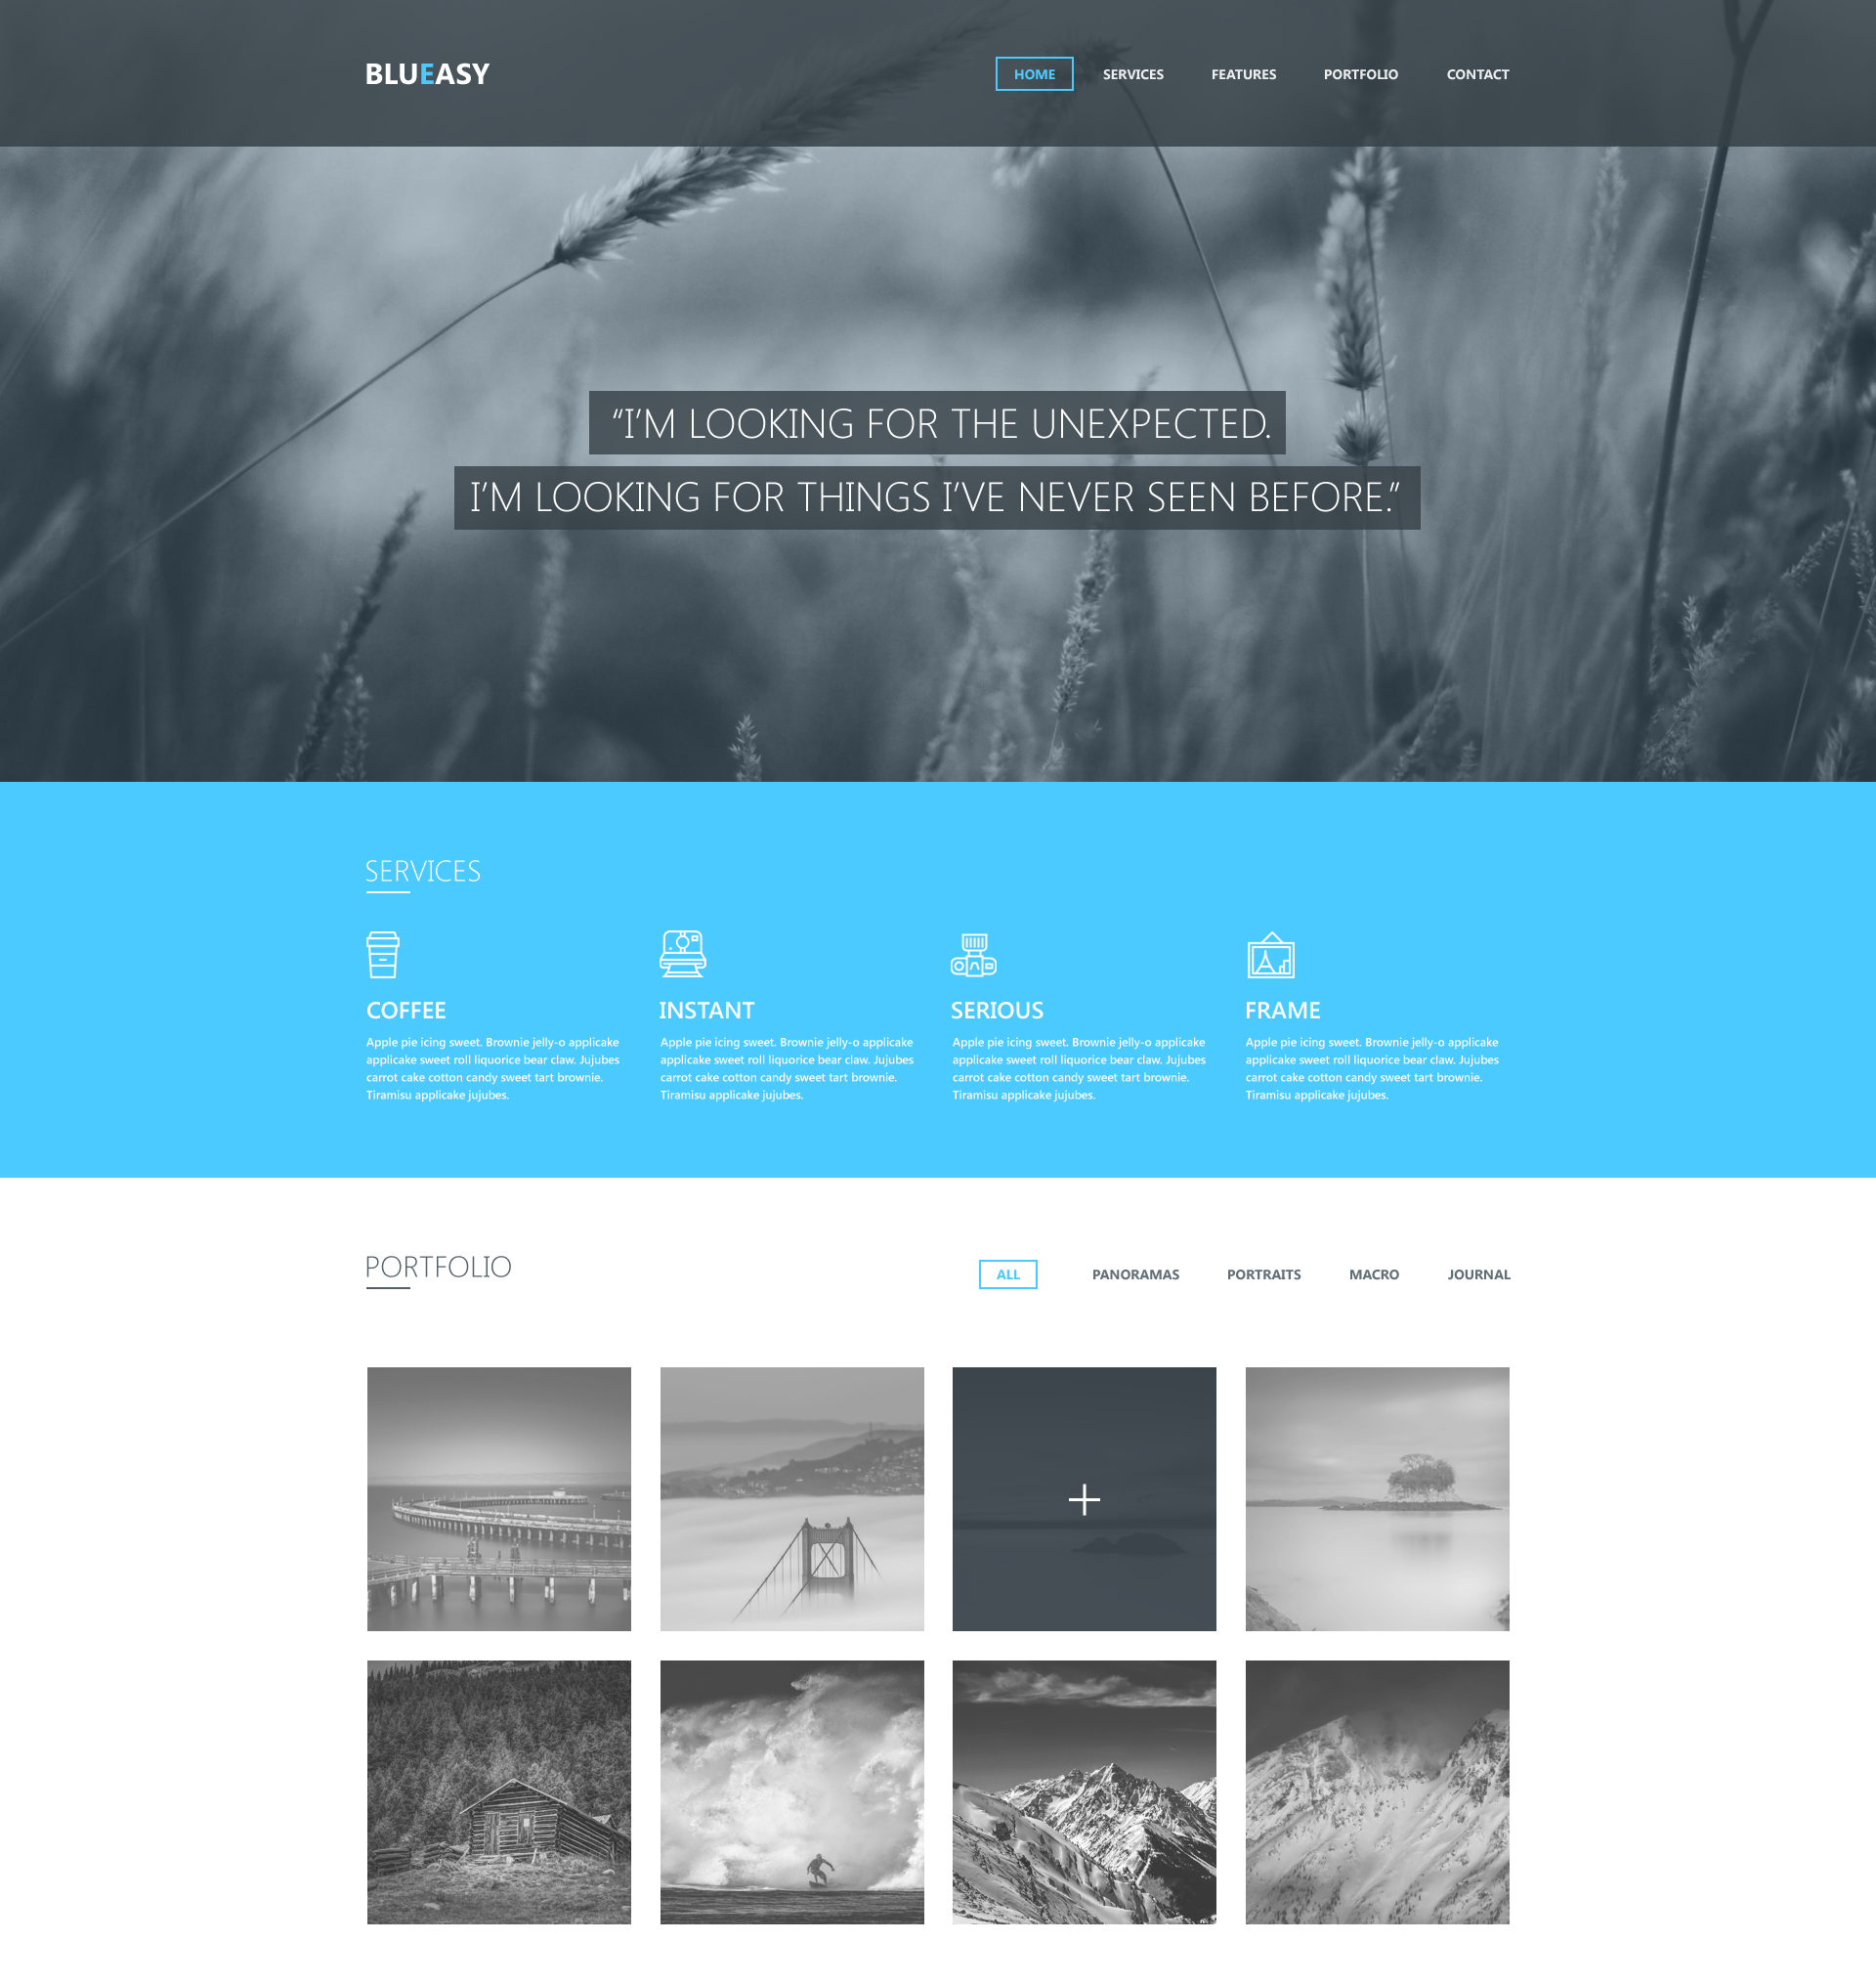 BLUEASY
HOME SERVICES FEATURES PORTFOLIO CONTACT
“I’M LOOKING FOR THE UNEXPECTED.
I’M LOOKING FOR THINGS I’VE NEVER SEEN BEFORE.”
SERVICES
COFFEE
Apple pie icing sweet. Brownie jelly-o applicake
applicake sweet roll liquorice bear claw. Jujubes
carrot cake cotton candy sweet tart brownie.
Tiramisu applicake jujubes.
INSTANT
Apple pie icing sweet. Brownie jelly-o applicake
applicake sweet roll liquorice bear claw. Jujubes
carrot cake cotton candy sweet tart brownie.
Tiramisu applicake jujubes.
SERIOUS
Apple pie icing sweet. Brownie jelly-o applicake
applicake sweet roll liquorice bear claw. Jujubes
carrot cake cotton candy sweet tart brownie.
Tiramisu applicake jujubes.
FRAME
Apple pie icing sweet. Brownie jelly-o applicake
applicake sweet roll liquorice bear claw. Jujubes
carrot cake cotton candy sweet tart brownie.
Tiramisu applicake jujubes.
PORTFOLIO
ALL PANORAMAS PORTRAITS MACRO JOURNAL